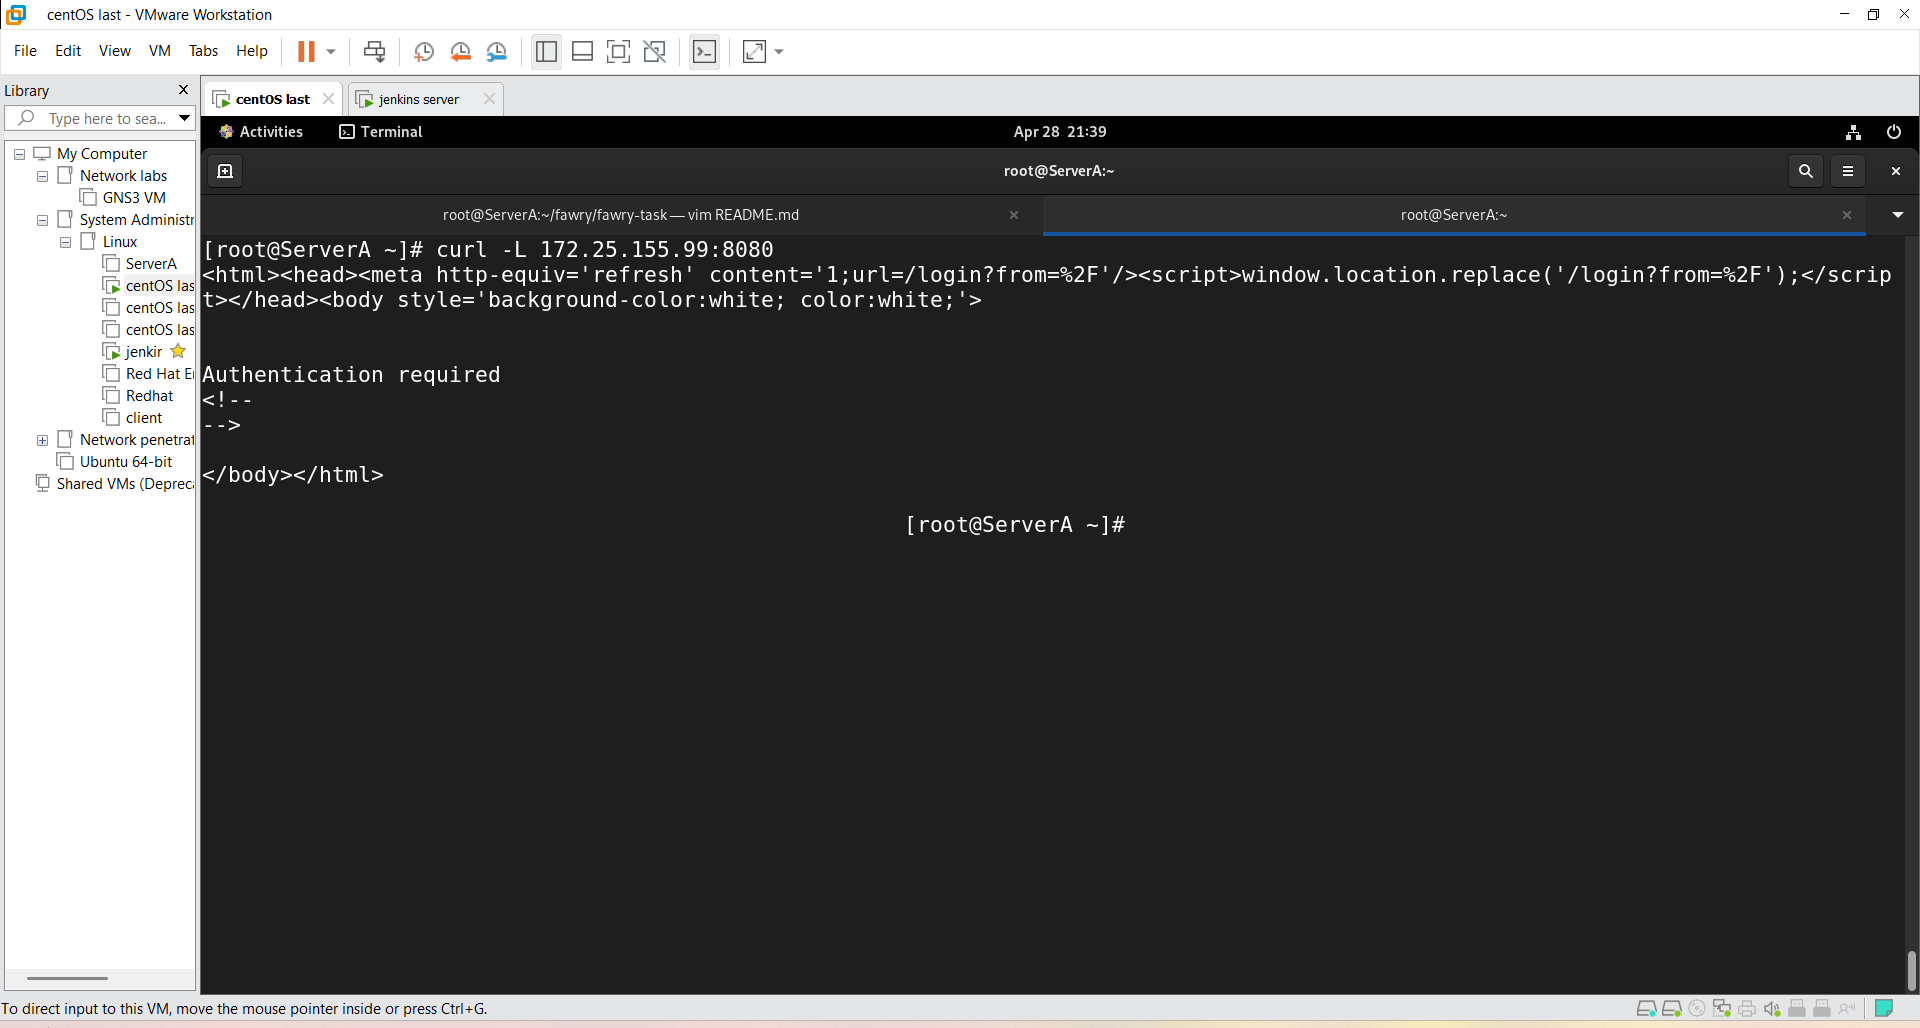 centOS last - VMware Workstation
File Edit View VM Tabs Help
Library
Type here to sea...
My Computer
Network labs
GNS3 VM
System Administr
Linux
ServerA
centOS las
centOS las
centOS las
jenkir
Red Hat E
Redhat
client
Network penetrat
Ubuntu 64-bit
Shared VMs (Depreca
centOS last
jenkins server
Activities Terminal Apr 28 21:39
root@ServerA:~
root@ServerA:~/fawry/fawry-task — vim README.md
root@ServerA:~
[root@ServerA ~]# curl -L 172.25.155.99:8080
<html><head><meta http-equiv='refresh' content='1;url=/login?from=%2F'/><script>window.location.replace('/login?from=%2F');</scrip
t></head><body style='background-color:white; color:white;'>
Authentication required
<!--
-->
</body></html>
[root@ServerA ~]#
To direct input to this VM, move the mouse pointer inside or press Ctrl+G.